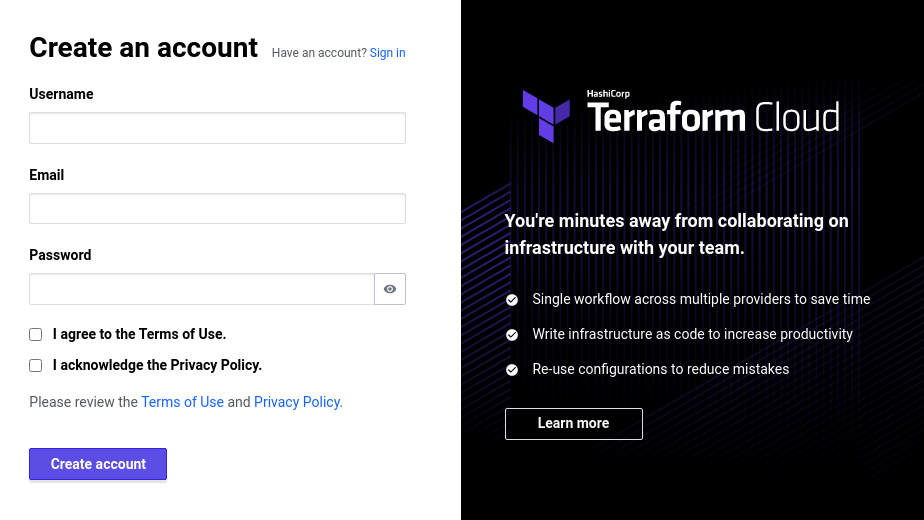 Create an account Have an account? Sign in
Username
Email
Password
I agree to the Terms of Use.
I acknowledge the Privacy Policy.
Please review the Terms of Use and Privacy Policy.
Create account
HashiCorp
Terraform Cloud
You're minutes away from collaborating on
infrastructure with your team.
Single workflow across multiple providers to save time
Write infrastructure as code to increase productivity
Re-use configurations to reduce mistakes
Learn more